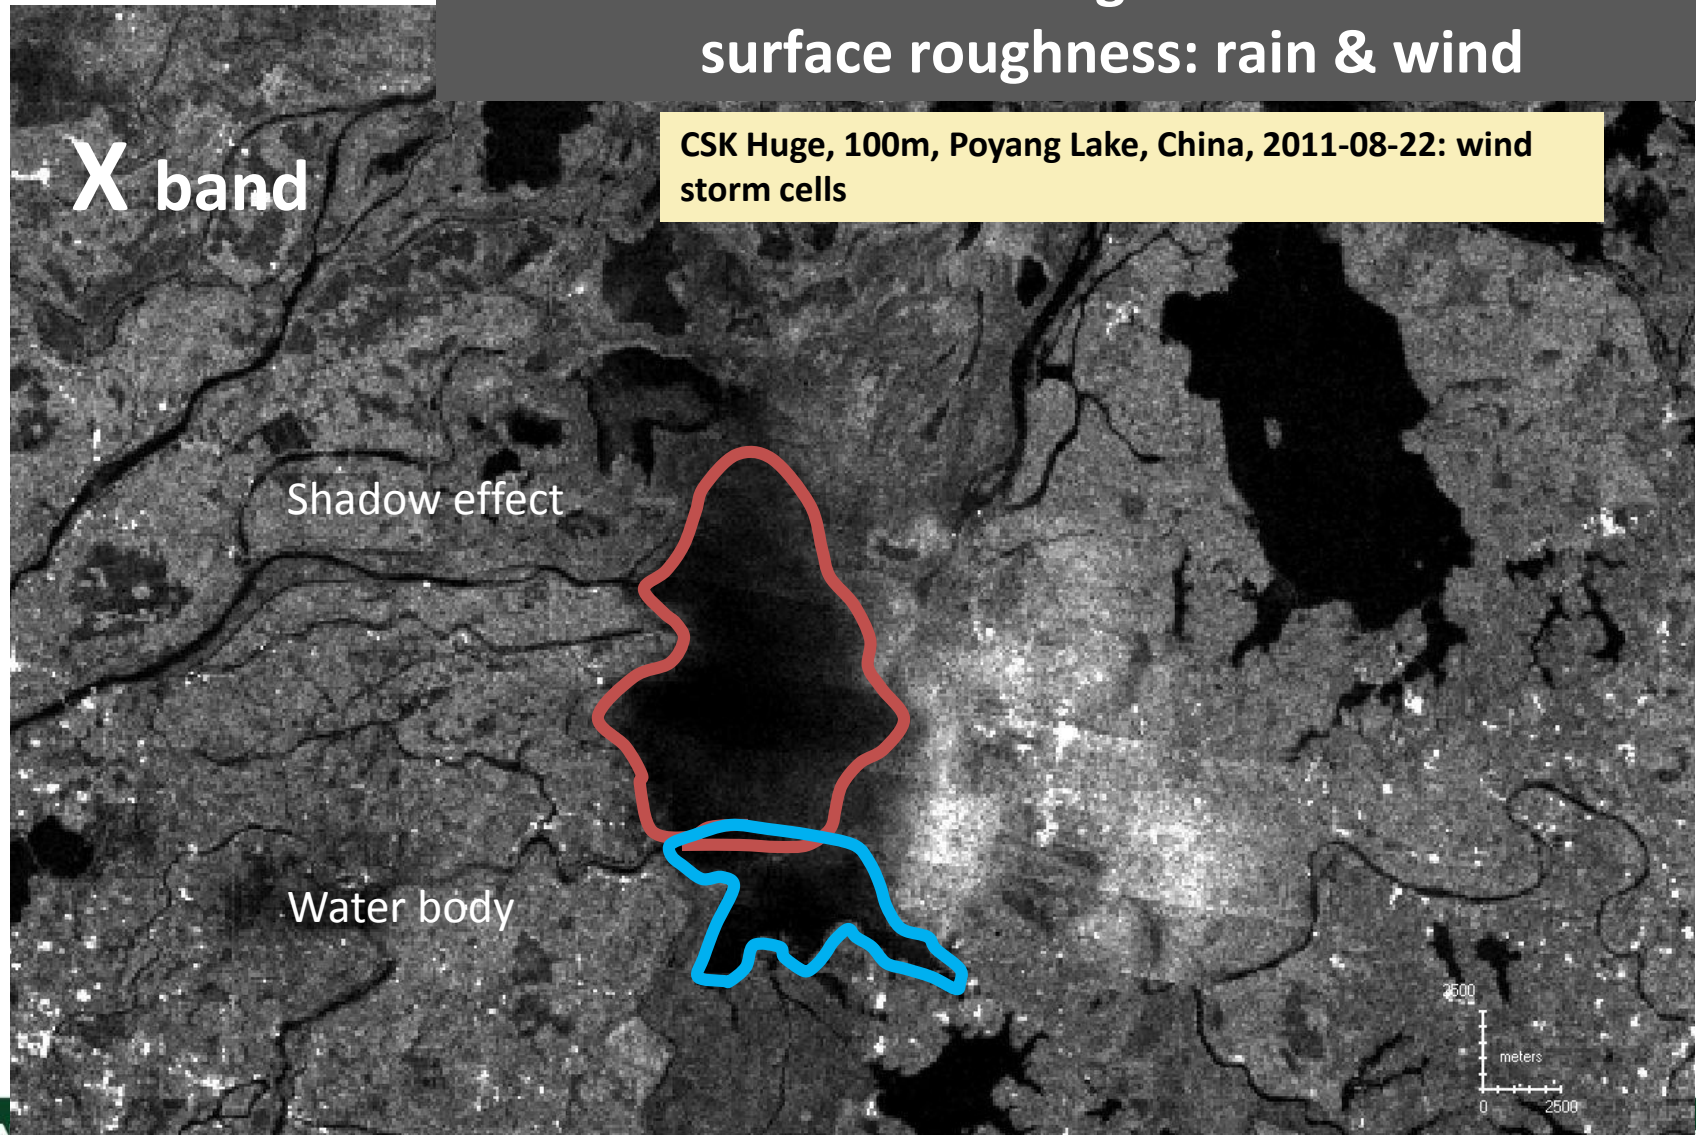 surface roughness: rain & wind
CSK Huge, 100m, Poyang Lake, China, 2011-08-22: wind
storm cells
X band
Shadow effect
Water body
2500
meters
0 2500